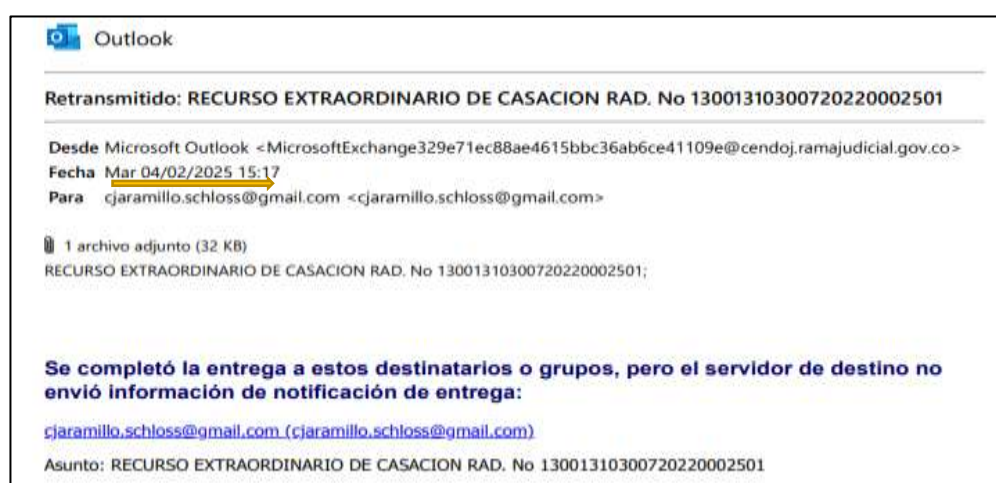 Outlook
Retransmitido: RECURSO EXTRAORDINARIO DE CASACION RAD. No 13001310300720220002501
Desde Microsoft Outlook <MicrosoftExchange329e71ec88ae4615bbc36ab6ce41109e@cendoj.ramajudicial.gov.co>
Fecha Mar 04/02/2025 15:17
Para cjaramillo.schloss@gmail.com <cjaramillo.schloss@gmail.com>
1 archivo adjunto (32 KB)
RECURSO EXTRAORDINARIO DE CASACION RAD. No 13001310300720220002501;
Se completó la entrega a estos destinatarios o grupos, pero el servidor de destino no
envió información de notificación de entrega:
cjaramillo.schloss@gmail.com (cjaramillo.schloss@gmail.com)
Asunto: RECURSO EXTRAORDINARIO DE CASACION RAD. No 13001310300720220002501